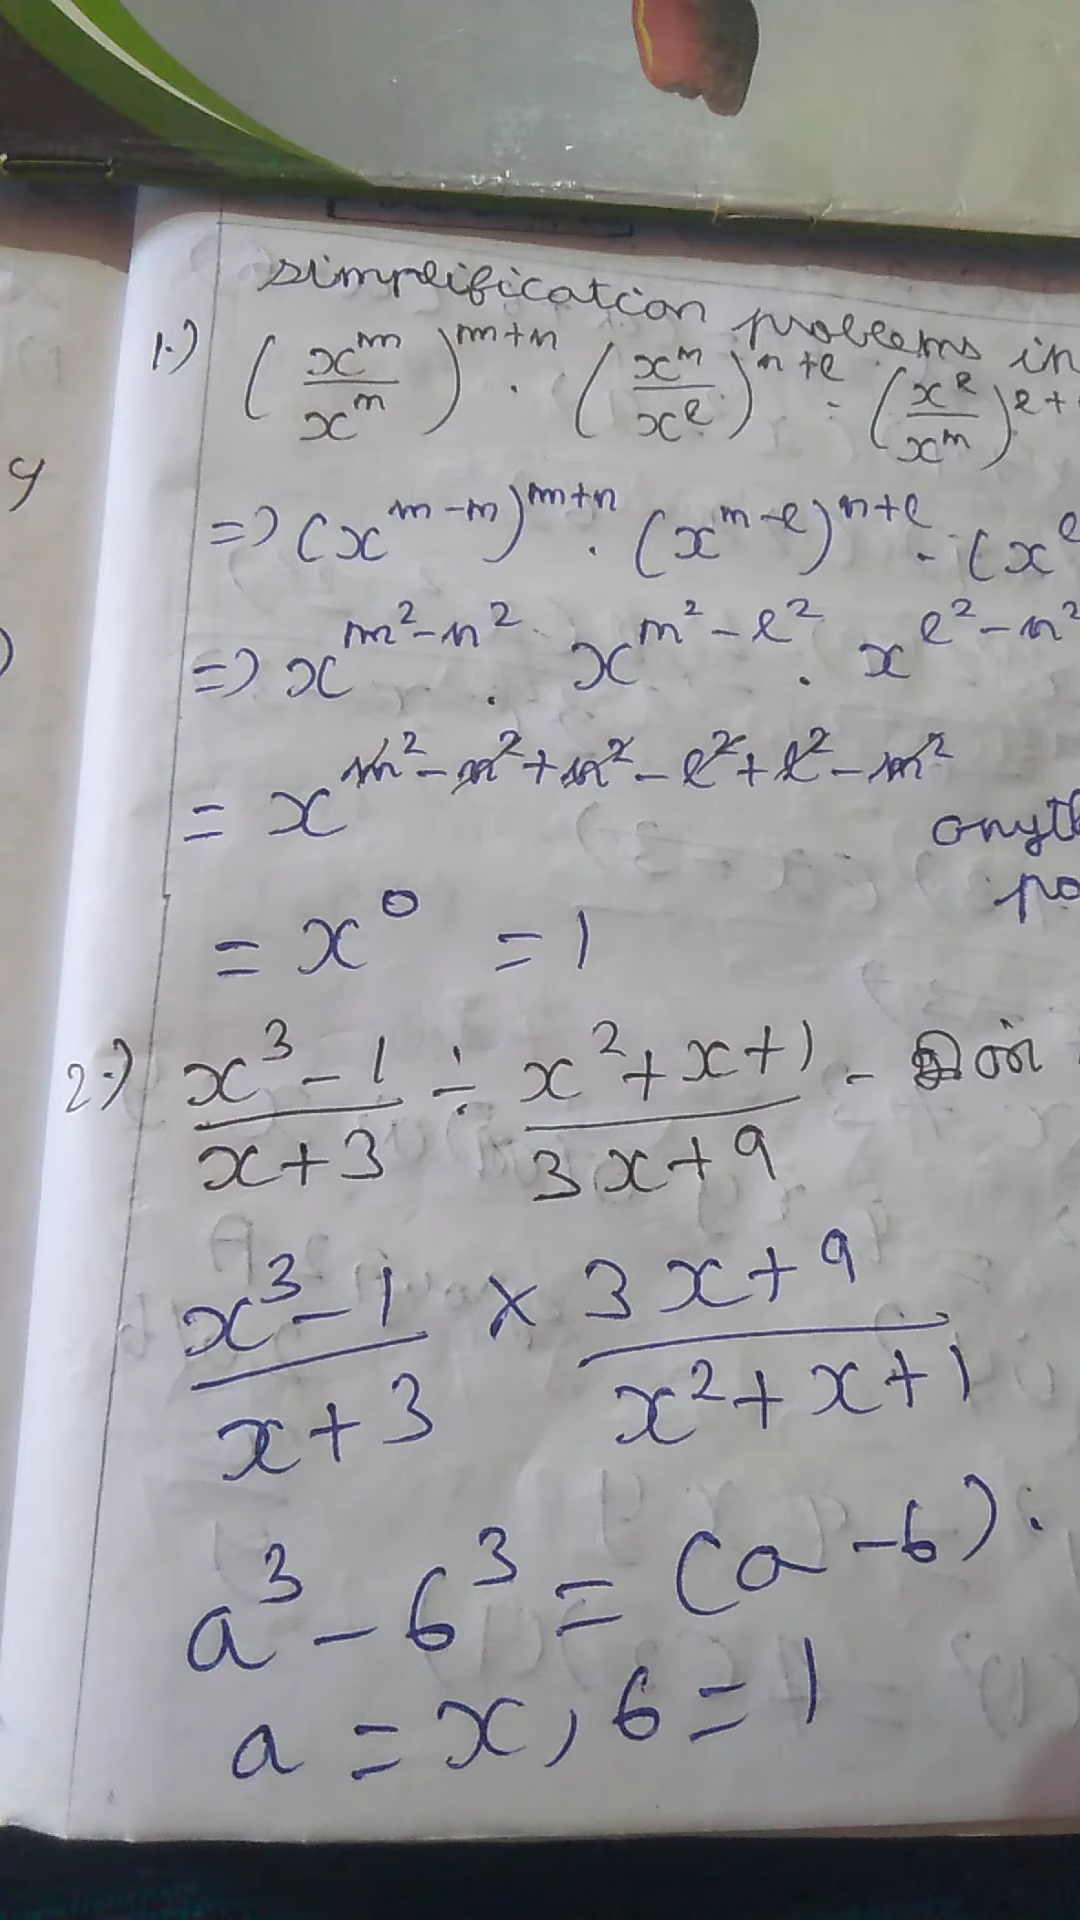 simplification problems in
1.) (x^m/x^m)^m+n . (x^m/x^l)^n+l . (x^l/x^m)^l+
=> (x^m-n)^m+n . (x^m-l)^n+l . (x^l
=> x^m²-n² . x^m²-l² . x^l²-n²
= x^m²-n²+n²-l²+l²-m²
= x^0 = 1
2.) x³-1/x+3 ÷ x²+x+1/3x+9 - இன்
x³-1/x+3 × 3x+9/x²+x+1
a³-b³ = (a-b).
a = x, b = 1